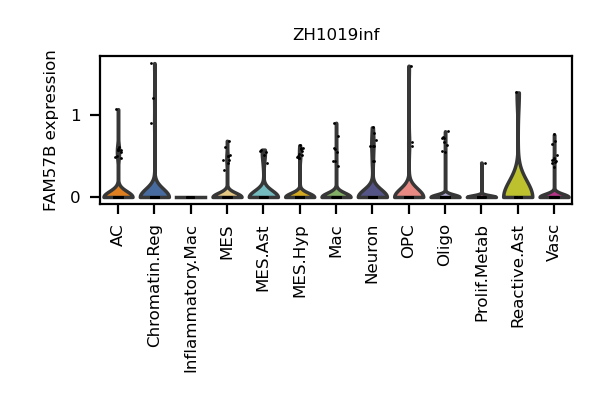 ZH1019inf
FAM57B expression
1
0
AC
Chromatin.Reg
Inflammatory.Mac
MES
MES.Ast
MES.Hyp
Mac
Neuron
OPC
Oligo
Prolif.Metab
Reactive.Ast
Vasc